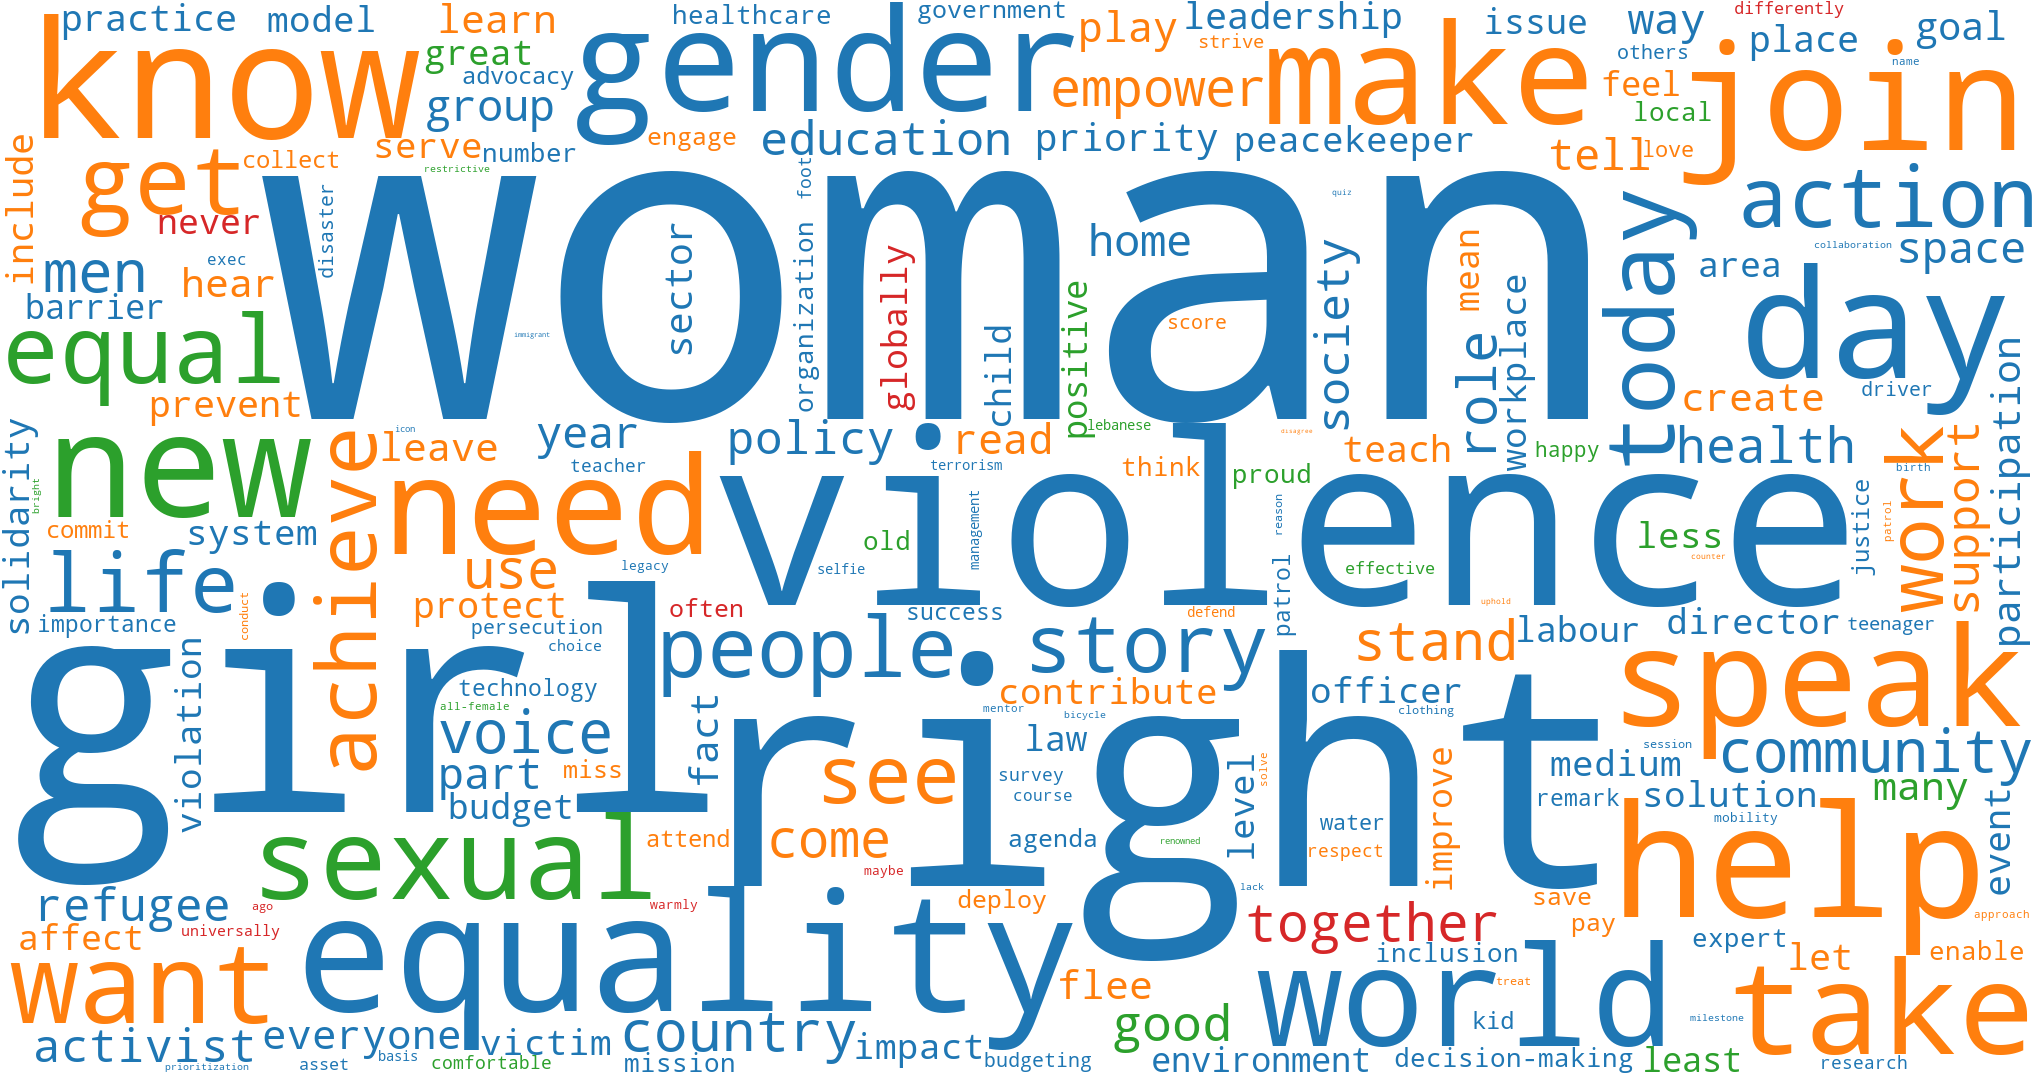 practice
model
learn
healthcare
government
play
leadership
strive
issue
way
differently
others
place
goal
name
know
great
advocacy
group
gender
empower
make
feel
local
join
include
get
collect
serve
number
restrictive
engage
education
priority
peacekeeper
tell
love
never
disaster
woman
organization
foot
quiz
today
action
men
exec
hear
barrier
sector
globally
home
child
positive
score
society
mean
role
workplace
area
collaboration
space
day
equal
immigrant
prevent
create
driver
participation
solidarity
new
bright
achieve
icon
leave
year
teacher
policy
read
terrorism
lebanese
disagree
think
teach
proud
happy
health
birth
work
support
commit
system
need
violence
old
management
reason
less
counter
justice
patrol
life
use
legacy
selfie
effective
patrol
importance
conduct
protect
often
success
defend
uphold
persecution
choice
people
story
stand
labour
director
teenager
girl
violation
technology
all-female
fact
contribute
mentor
bicycle
officer
clothing
speak
voice
part
miss
budget
right
see
law
survey
course
level
solve
improve
medium
session
community
remark
solution
many
mobility
event
sexual
attend
come
maybe
agenda
renowned
water
respect
help
refugee
ago
warmly
universally
deploy
lack
save
pay
approach
affect
equality
together
inclusion
expert
let
enable
want
flee
world
treat
take
activist
everyone
victim
country
impact
good
kid
milestone
prioritization
asset
basis
comfortable
mission
budgeting
environment
decision-making
least
research